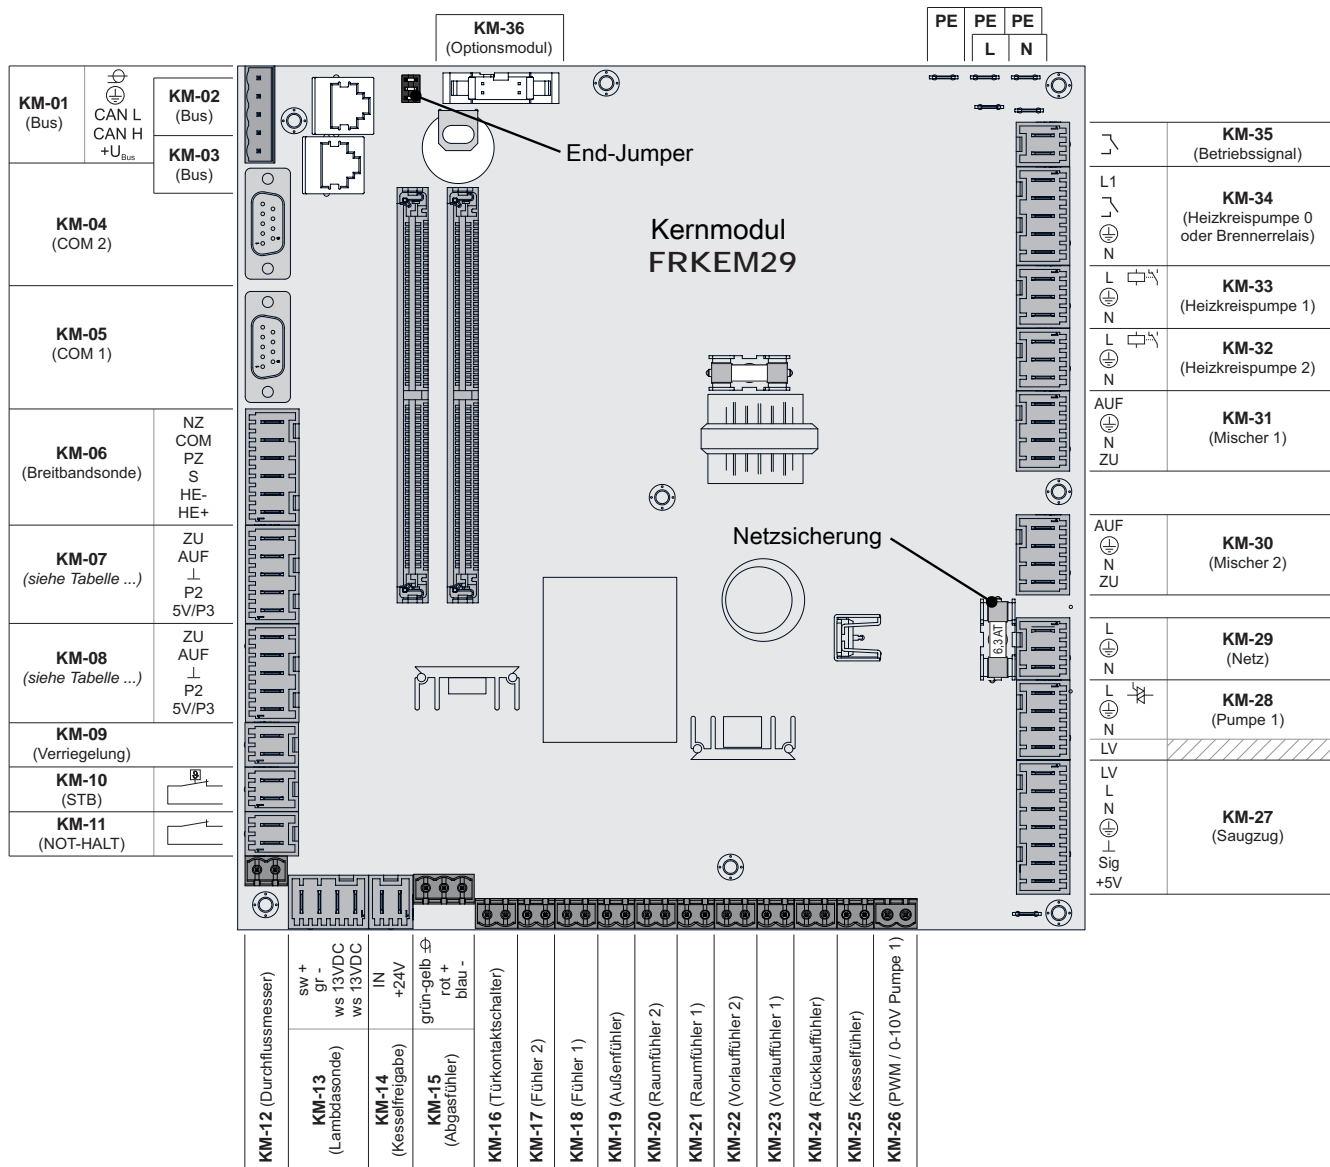 KM-36
(Optionsmodul)
PE PE PE
L N
KM-01
(Bus)
CAN L
CAN H
+U Bus
KM-02
(Bus)
KM-03
(Bus)
KM-04
(COM 2)
KM-05
(COM 1)
KM-06
(Breitbandsonde)
NZ
COM
PZ
S
HE-
HE+
KM-07
(siehe Tabelle ...)
ZU
AUF
⊥
P2
5V/P3
KM-08
(siehe Tabelle ...)
ZU
AUF
⊥
P2
5V/P3
KM-09
(Verriegelung)
KM-10
(STB)
KM-11
(NOT-HALT)
End-Jumper
Kernmodul
FRKEM29
Netzsicherung
6,3 AT
KM-35
(Betriebssignal)
L1
N
KM-34
(Heizkreispumpe 0
oder Brennerrelais)
L
N
KM-33
(Heizkreispumpe 1)
L
N
KM-32
(Heizkreispumpe 2)
AUF
N
ZU
KM-31
(Mischer 1)
AUF
N
ZU
KM-30
(Mischer 2)
L
N
KM-29
(Netz)
L
N
LV
KM-28
(Pumpe 1)
LV
L
N
⊥
Sig
+5V
KM-27
(Saugzug)
KM-12 (Durchflussmesser)
sw +
gr -
ws 13VDC
ws 13VDC
KM-13
(Lambdasonde)
IN
+24V
KM-14
(Kesselfreigabe)
grün-gelb
rot +
blau -
KM-15
(Abgasfühler)
KM-16 (Türkontaktschalter)
KM-17 (Fühler 2)
KM-18 (Fühler 1)
KM-19 (Außenfühler)
KM-20 (Raumfühler 2)
KM-21 (Raumfühler 1)
KM-22 (Vorlauffühler 2)
KM-23 (Vorlauffühler 1)
KM-24 (Rücklauffühler)
KM-25 (Kesselfühler)
KM-26 (PWM / 0-10V Pumpe 1)